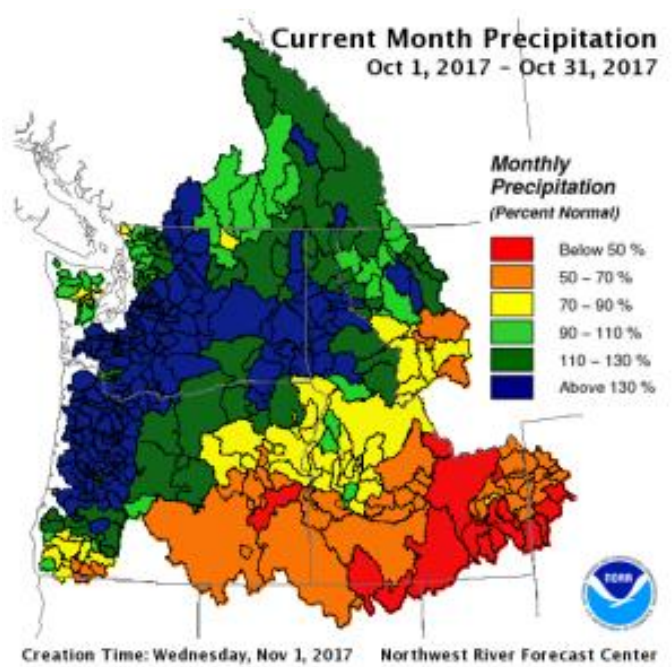 Current Month Precipitation
Oct 1, 2017 – Oct 31, 2017
Monthly
Precipitation
(Percent Normal)
Below 50 %
50 – 70 %
70 – 90 %
90 – 110 %
110 – 130 %
Above 130 %
noaa
Creation Time: Wednesday, Nov 1, 2017 Northwest River Forecast Center